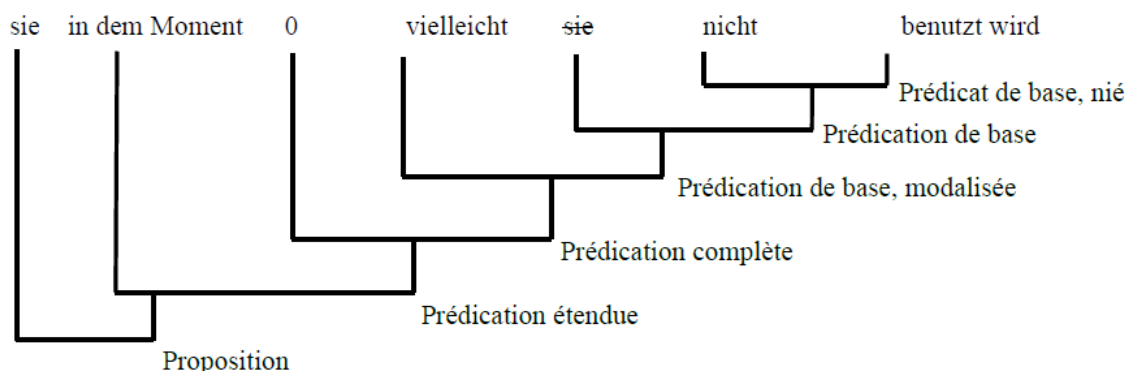 sie in dem Moment 0 vielleicht sie nicht benutzt wird
Prédicat de base, nié
Prédication de base
Prédication de base, modalisée
Prédication complète
Prédication étendue
Proposition